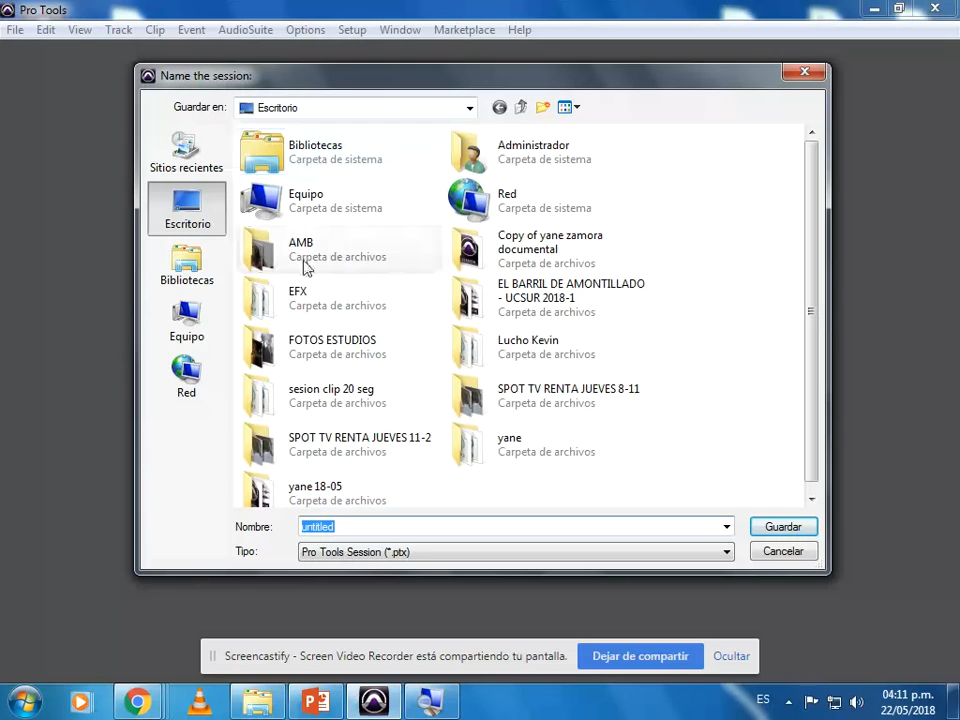 Pro Tools
File Edit View Track Clip Event AudioSuite Options Setup Window Marketplace Help
Name the session:
Guardar en: Escritorio
Sitios recientes
Escritorio
Bibliotecas
Equipo
Red
Bibliotecas
Carpeta de sistema
Administrador
Carpeta de sistema
Equipo
Carpeta de sistema
Red
Carpeta de sistema
AMB
Carpeta de archivos
Copy of yane zamora
documental
Carpeta de archivos
EFX
Carpeta de archivos
EL BARRIL DE AMONTILLADO
- UCSUR 2018-1
Carpeta de archivos
FOTOS ESTUDIOS
Carpeta de archivos
Lucho Kevin
Carpeta de archivos
sesion clip 20 seg
Carpeta de archivos
SPOT TV RENTA JUEVES 8-11
Carpeta de archivos
SPOT TV RENTA JUEVES 11-2
Carpeta de archivos
yane
Carpeta de archivos
yane 18-05
Carpeta de archivos
Nombre: untitled Guardar
Tipo: Pro Tools Session (*.ptx) Cancelar
Screencastify - Screen Video Recorder está compartiendo tu pantalla. Dejar de compartir Ocultar
ES
04:11 p.m.
22/05/2018